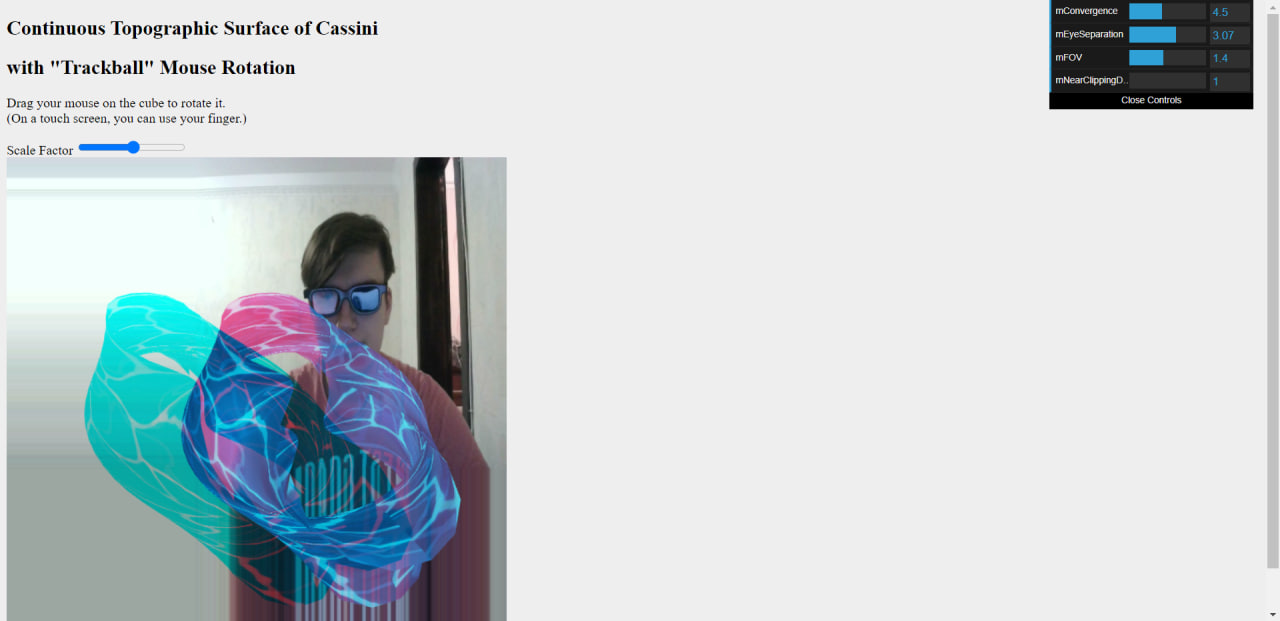 Continuous Topographic Surface of Cassini
with "Trackball" Mouse Rotation
Drag your mouse on the cube to rotate it.
(On a touch screen, you can use your finger.)
Scale Factor
mConvergence 4.5
mEyeSeparation 3.07
mFOV 1.4
mNearClippingD.. 1
Close Controls